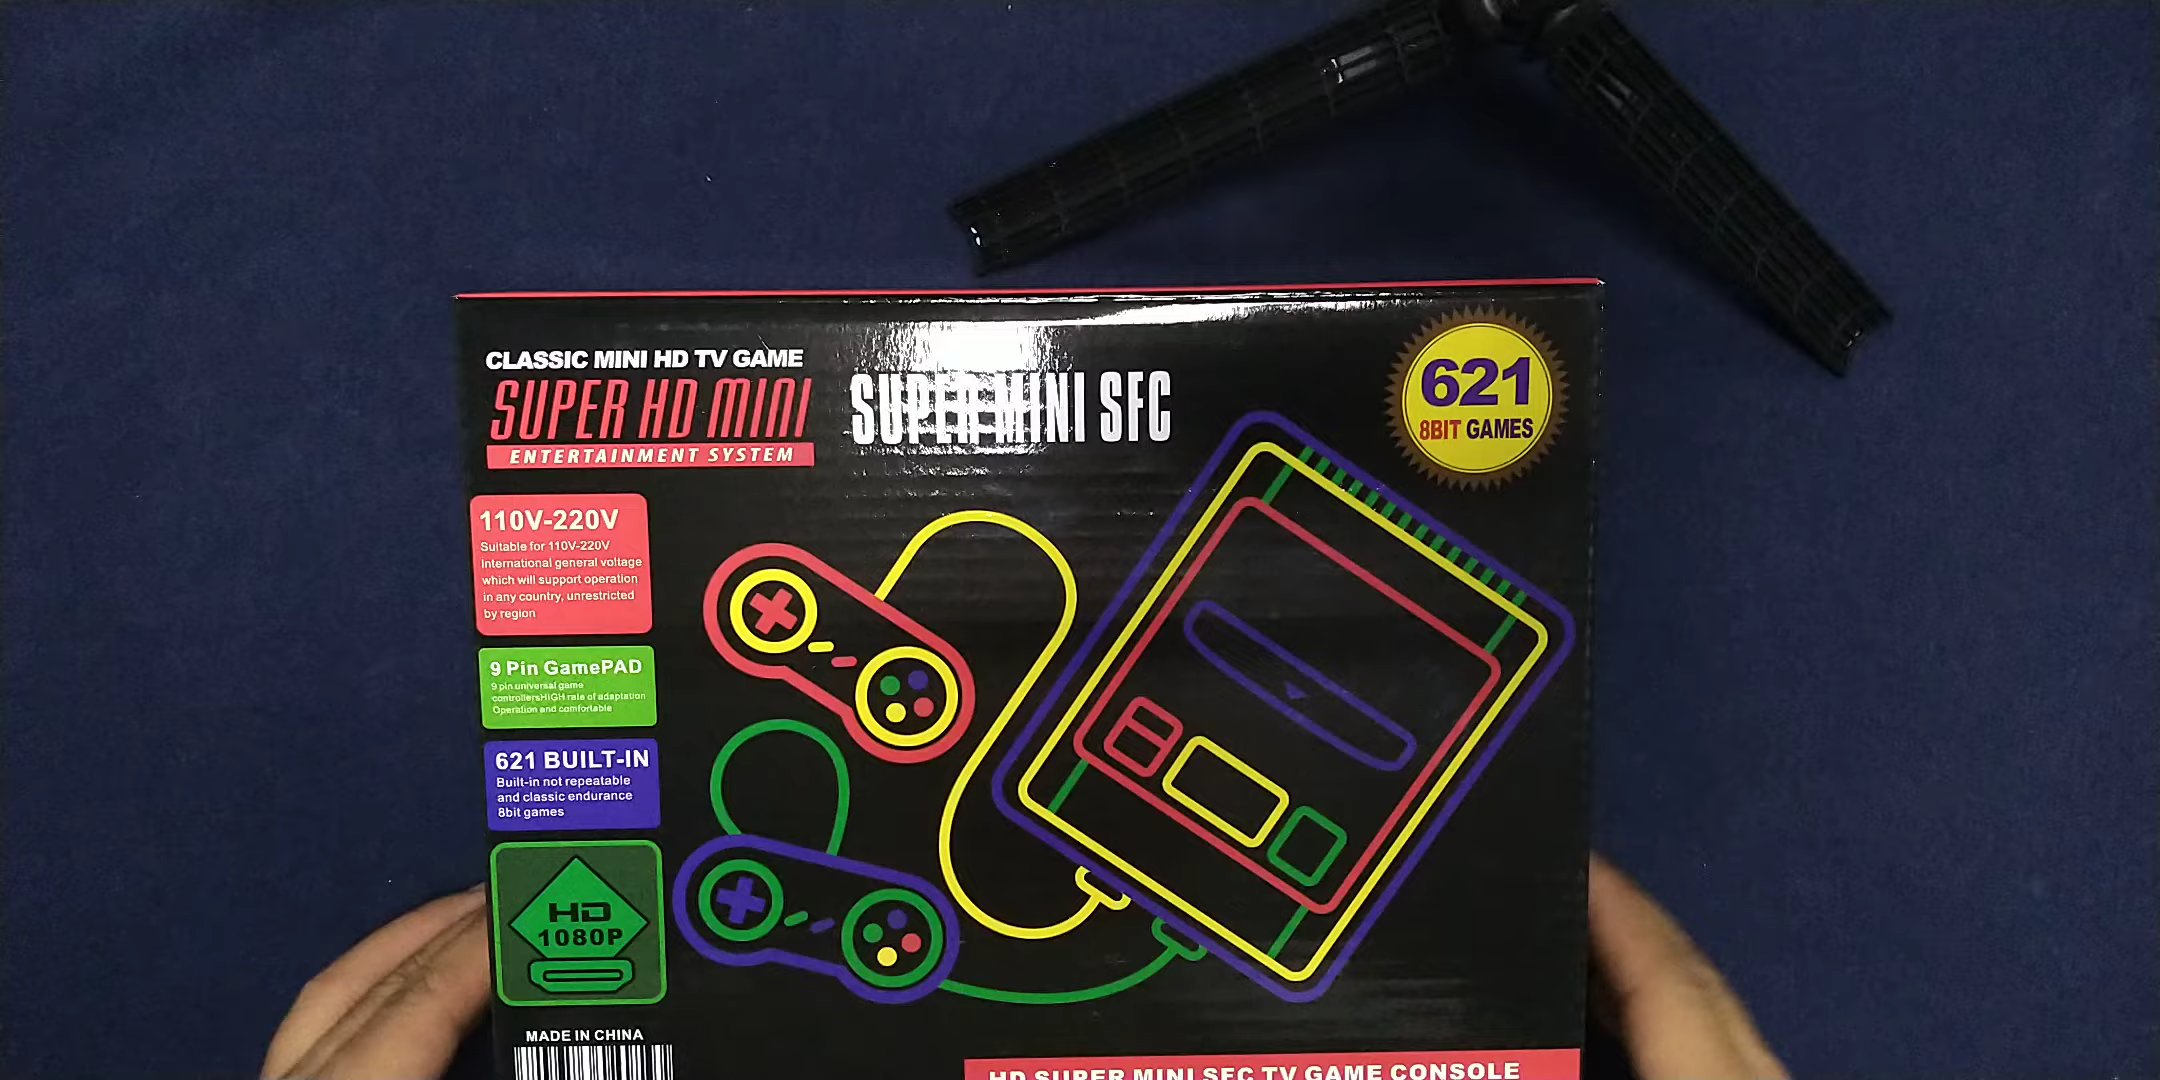 CLASSIC MINI HD TV GAME
SUPER HD MINI
ENTERTAINMENT SYSTEM
SUPER MINI SFC
621
8BIT GAMES
110V-220V
Suitable for 110V-220V
International general voltage
which will support operation
in any country, unrestricted
by region
9 Pin GamePAD
9 pin universal game
controllersHIGH rate of adaptation
Operation and comfortable
621 BUILT-IN
Built-in not repeatable
and classic endurance
8bit games
HD
1080P
MADE IN CHINA
HD SUPER MINI SFC TV GAME CONSOLE